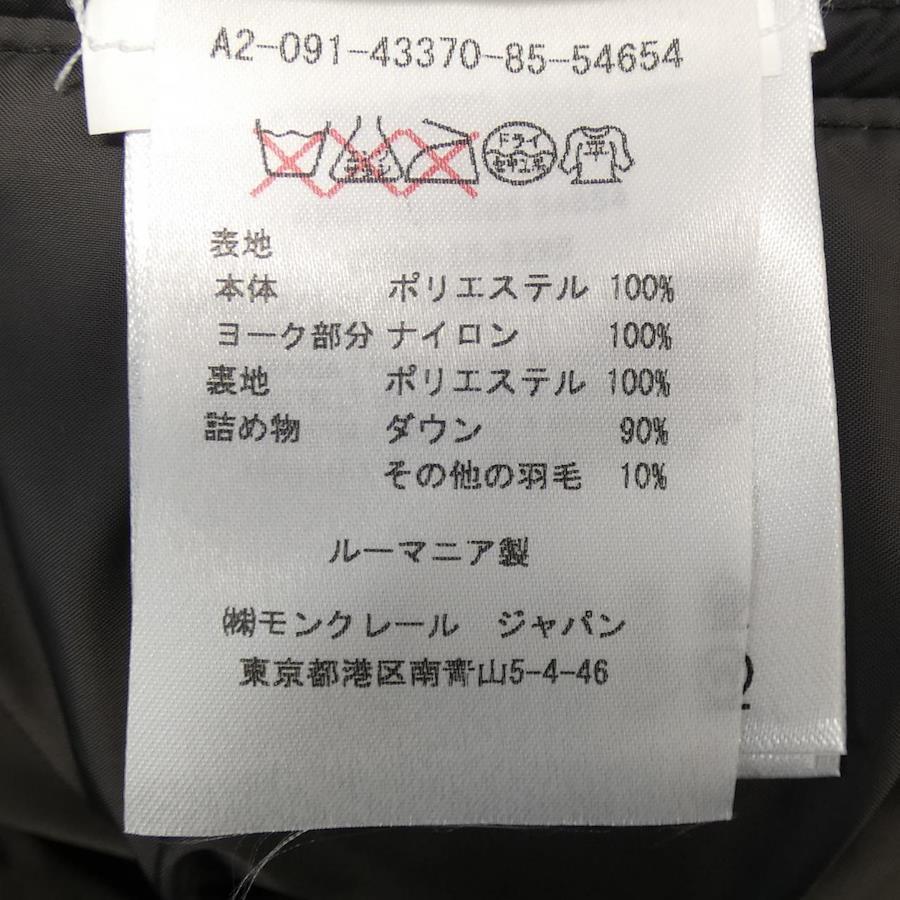 A2-091-43370-85-54654
ドライ
平
表地
本体 ポリエステル 100%
ヨーク部分 ナイロン 100%
裏地 ポリエステル 100%
詰め物 ダウン 90%
その他の羽毛 10%
ルーマニア製
㈱モンクレール ジャパン
東京都港区南青山5-4-46